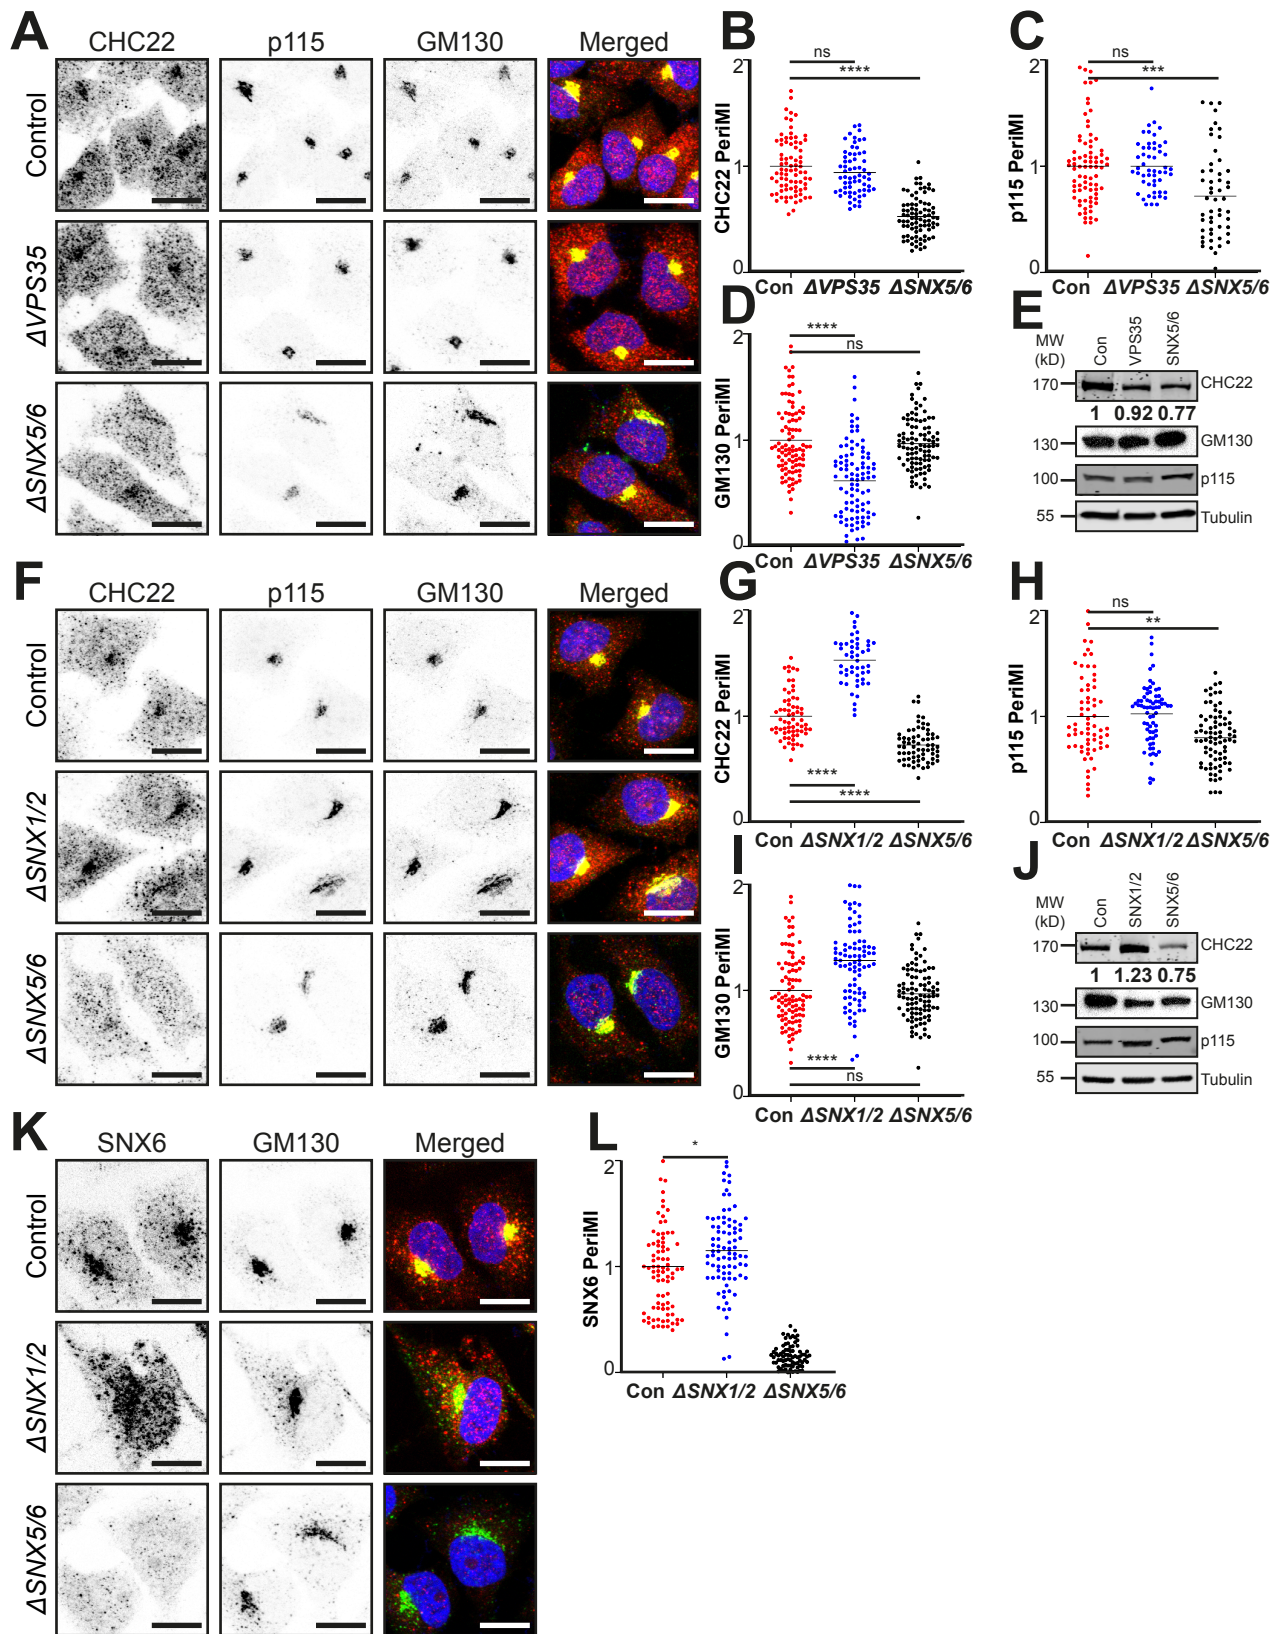 A
CHC22 p115 GM130 Merged
Control
ΔVPS35
ΔSNX5/6
B
CHC22 PeriMI
2
1
0
ns
****
Con ΔVPS35 ΔSNX5/6
C
p115 PeriMI
2
1
0
ns
***
Con ΔVPS35 ΔSNX5/6
D
GM130 PeriMI
2
1
0
****
ns
Con ΔVPS35 ΔSNX5/6
E
MW
(kD)
Con VPS35 SNX5/6
170 CHC22
1 0.92 0.77
130 GM130
100 p115
55 Tubulin
F
CHC22 p115 GM130 Merged
Control
ΔSNX1/2
ΔSNX5/6
G
CHC22 PeriMI
2
1
0
****
****
Con ΔSNX1/2 ΔSNX5/6
H
p115 PeriMI
2
1
0
ns
**
Con ΔSNX1/2 ΔSNX5/6
I
GM130 PeriMI
2
1
0
****
ns
Con ΔSNX1/2 ΔSNX5/6
J
MW
(kD)
Con SNX1/2 SNX5/6
170 CHC22
1 1.23 0.75
130 GM130
100 p115
55 Tubulin
K
SNX6 GM130 Merged
Control
ΔSNX1/2
ΔSNX5/6
L
SNX6 PeriMI
2
1
0
*
Con ΔSNX1/2 ΔSNX5/6